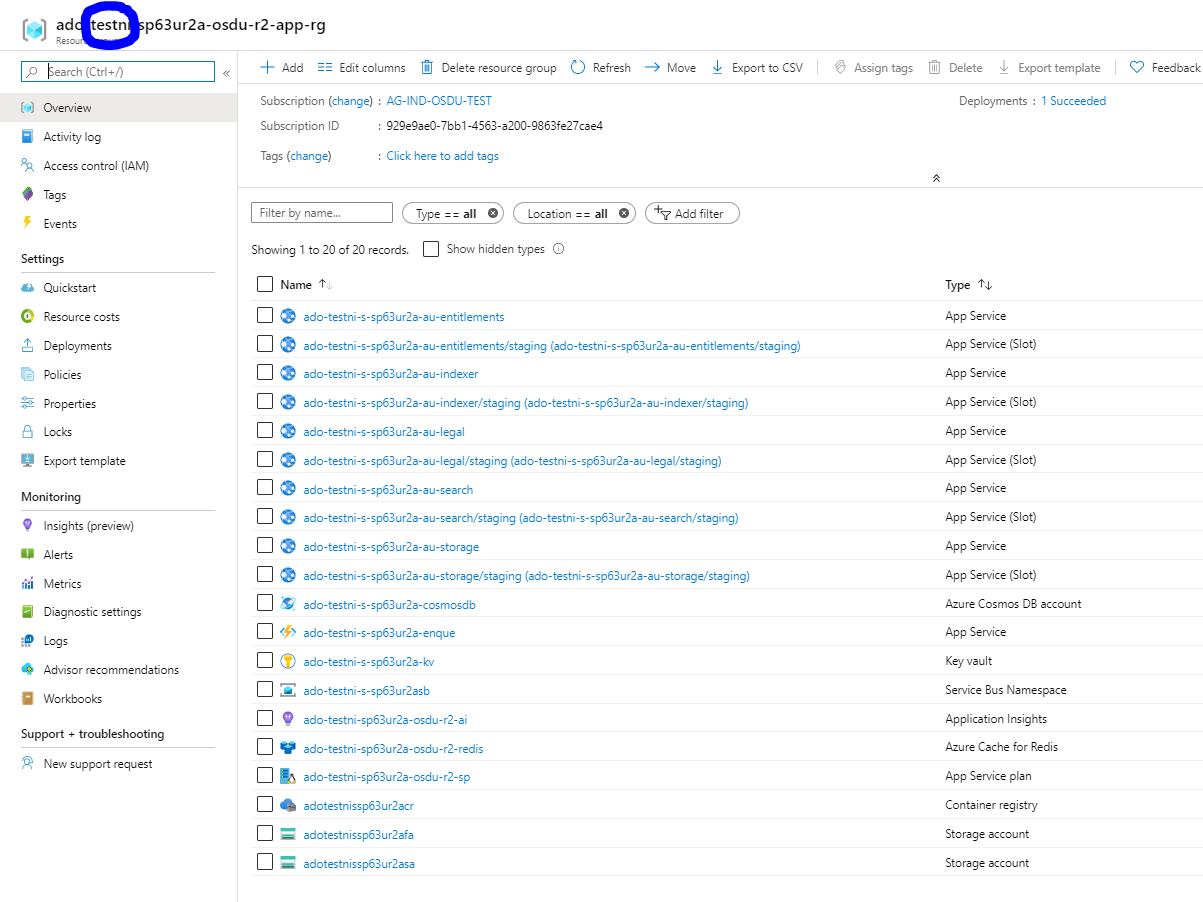 ado-testni-sp63ur2a-osdu-r2-app-rg
Search (Ctrl+/)
«
Add
Edit columns
Delete resource group
Refresh
Move
Export to CSV
Assign tags
Delete
Export template
Feedback
Overview
Activity log
Access control (IAM)
Tags
Events
Settings
Quickstart
Resource costs
Deployments
Policies
Properties
Locks
Export template
Monitoring
Insights (preview)
Alerts
Metrics
Diagnostic settings
Logs
Advisor recommendations
Workbooks
Support + troubleshooting
New support request
Subscription (change) : AG-IND-OSDU-TEST
Deployments : 1 Succeeded
Subscription ID : 929e9ae0-7bb1-4563-a200-9863fe27cae4
Tags (change) : Click here to add tags
Filter by name...
Type == all
Location == all
Add filter
Showing 1 to 20 of 20 records.
Show hidden types
Name ↑↓ Type ↑↓
ado-testni-s-sp63ur2a-au-entitlements App Service
ado-testni-s-sp63ur2a-au-entitlements/staging (ado-testni-s-sp63ur2a-au-entitlements/staging) App Service (Slot)
ado-testni-s-sp63ur2a-au-indexer App Service
ado-testni-s-sp63ur2a-au-indexer/staging (ado-testni-s-sp63ur2a-au-indexer/staging) App Service (Slot)
ado-testni-s-sp63ur2a-au-legal App Service
ado-testni-s-sp63ur2a-au-legal/staging (ado-testni-s-sp63ur2a-au-legal/staging) App Service (Slot)
ado-testni-s-sp63ur2a-au-search App Service
ado-testni-s-sp63ur2a-au-search/staging (ado-testni-s-sp63ur2a-au-search/staging) App Service (Slot)
ado-testni-s-sp63ur2a-au-storage App Service
ado-testni-s-sp63ur2a-au-storage/staging (ado-testni-s-sp63ur2a-au-storage/staging) App Service (Slot)
ado-testni-s-sp63ur2a-cosmosdb Azure Cosmos DB account
ado-testni-s-sp63ur2a-enque App Service
ado-testni-s-sp63ur2a-kv Key vault
ado-testni-s-sp63ur2asb Service Bus Namespace
ado-testni-sp63ur2a-osdu-r2-ai Application Insights
ado-testni-sp63ur2a-osdu-r2-redis Azure Cache for Redis
ado-testni-sp63ur2a-osdu-r2-sp App Service plan
adotestnissp63ur2acr Container registry
adotestnissp63ur2afa Storage account
adotestnissp63ur2asa Storage account